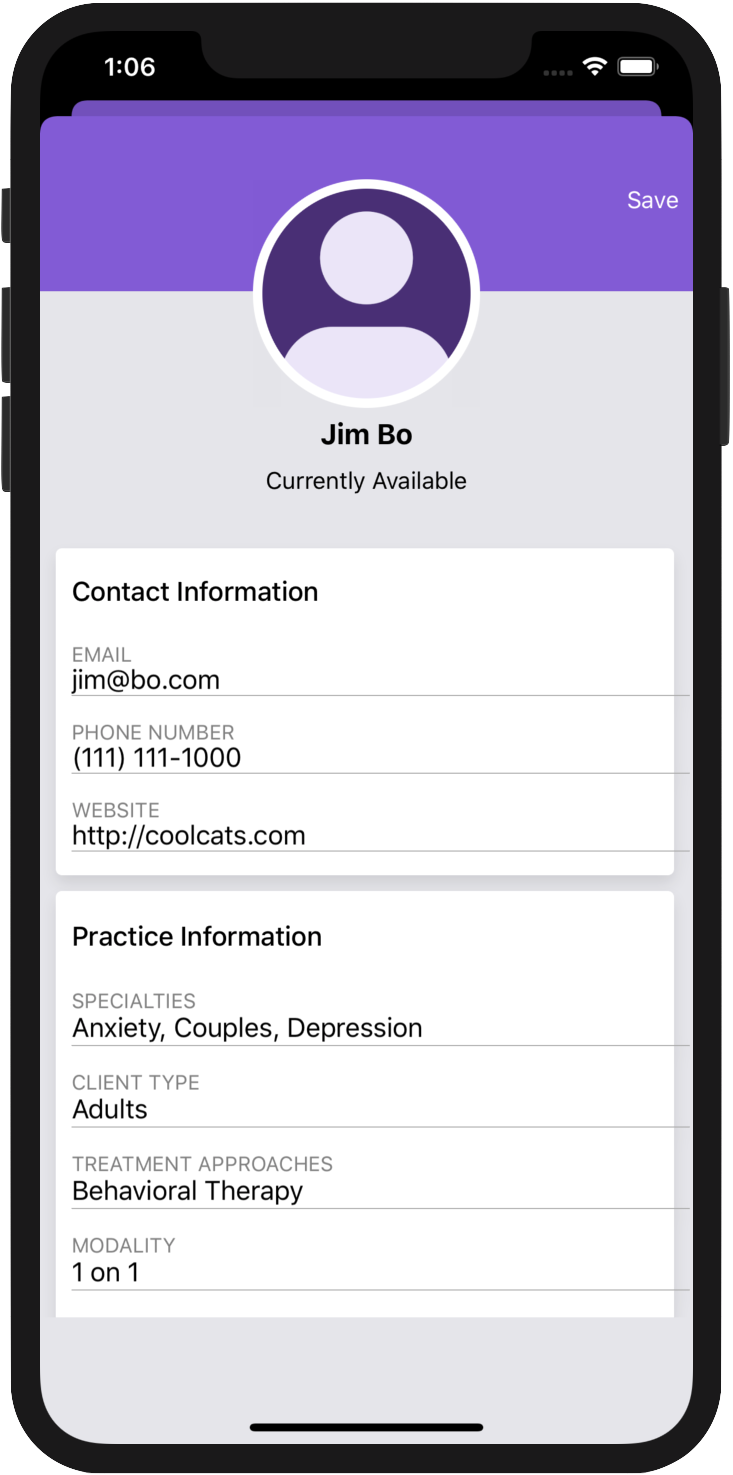 1:06
Save
Jim Bo
Currently Available
Contact Information
EMAIL
jim@bo.com
PHONE NUMBER
(111) 111-1000
WEBSITE
http://coolcats.com
Practice Information
SPECIALTIES
Anxiety, Couples, Depression
CLIENT TYPE
Adults
TREATMENT APPROACHES
Behavioral Therapy
MODALITY
1 on 1